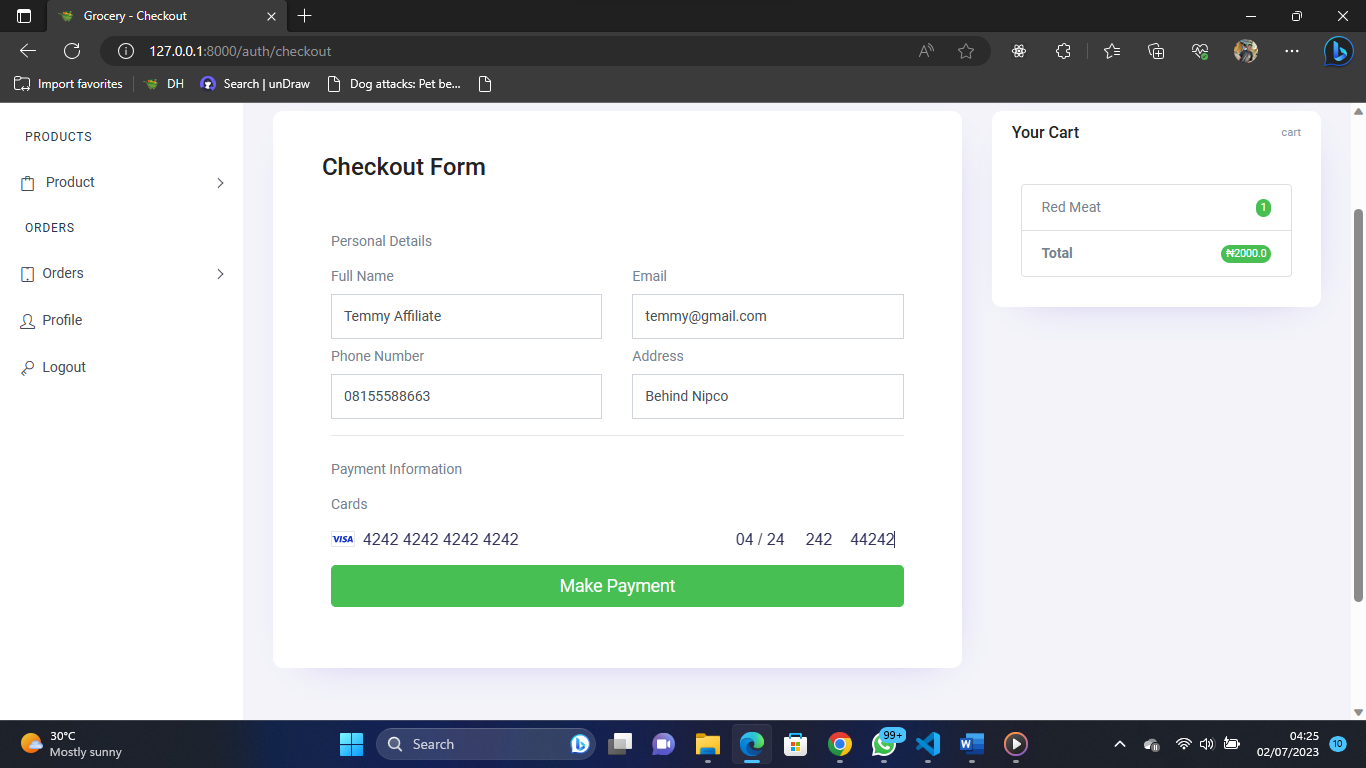 Grocery - Checkout
127.0.0.1:8000/auth/checkout
Import favorites
DH
Search | unDraw
Dog attacks: Pet be...
PRODUCTS
Product
ORDERS
Orders
Profile
Logout
Checkout Form
Personal Details
Full Name Email
Temmy Affiliate temmy@gmail.com
Phone Number Address
08155588663 Behind Nipco
Payment Information
Cards
VISA 4242 4242 4242 4242 04 / 24 242 44242
Make Payment
Your Cart cart
Red Meat 1
Total ₦2000.0
30°C
Mostly sunny
Search
99+
04:25
02/07/2023
10